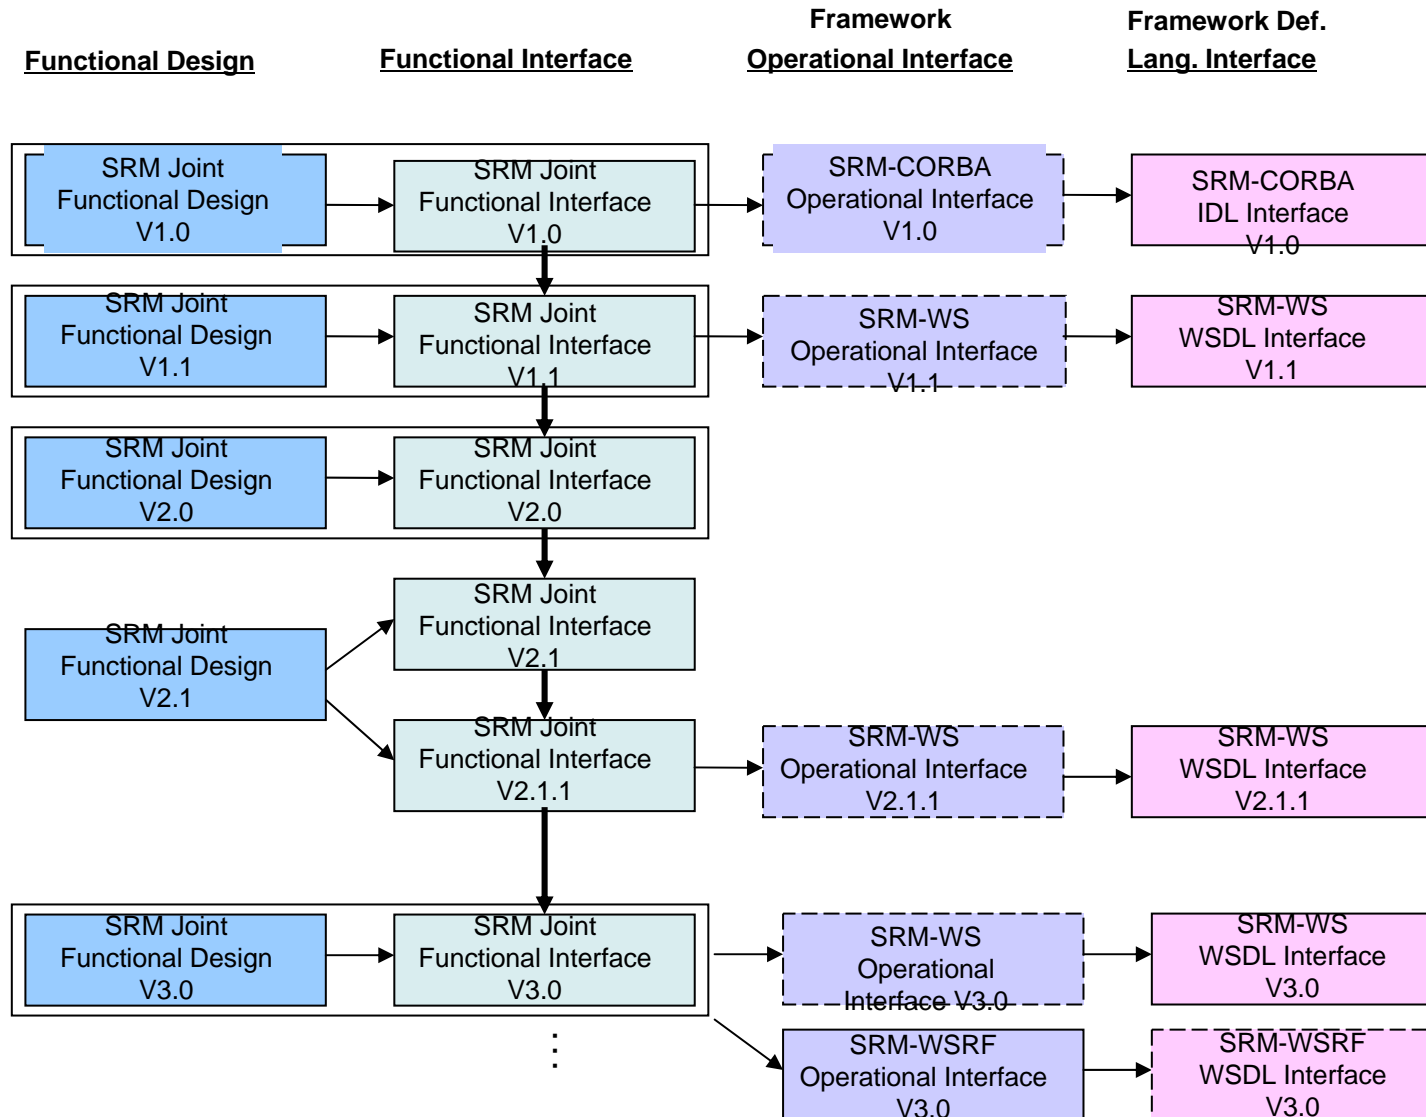 Framework
Framework Def.
Functional Design
Functional Interface
Operational Interface
Lang. Interface
SRM Joint
Functional Design
V1.0
SRM Joint
Functional Interface
V1.0
SRM-CORBA
Operational Interface
V1.0
SRM-CORBA
IDL Interface
V1.0
SRM Joint
Functional Design
V1.1
SRM Joint
Functional Interface
V1.1
SRM-WS
Operational Interface
V1.1
SRM-WS
WSDL Interface
V1.1
SRM Joint
Functional Design
V2.0
SRM Joint
Functional Interface
V2.0
SRM Joint
Functional Design
V2.1
SRM Joint
Functional Interface
V2.1
SRM Joint
Functional Interface
V2.1.1
SRM-WS
Operational Interface
V2.1.1
SRM-WS
WSDL Interface
V2.1.1
SRM Joint
Functional Design
V3.0
SRM Joint
Functional Interface
V3.0
SRM-WS
Operational
Interface V3.0
SRM-WS
WSDL Interface
V3.0
⋮
SRM-WSRF
Operational Interface
V3.0
SRM-WSRF
WSDL Interface
V3.0